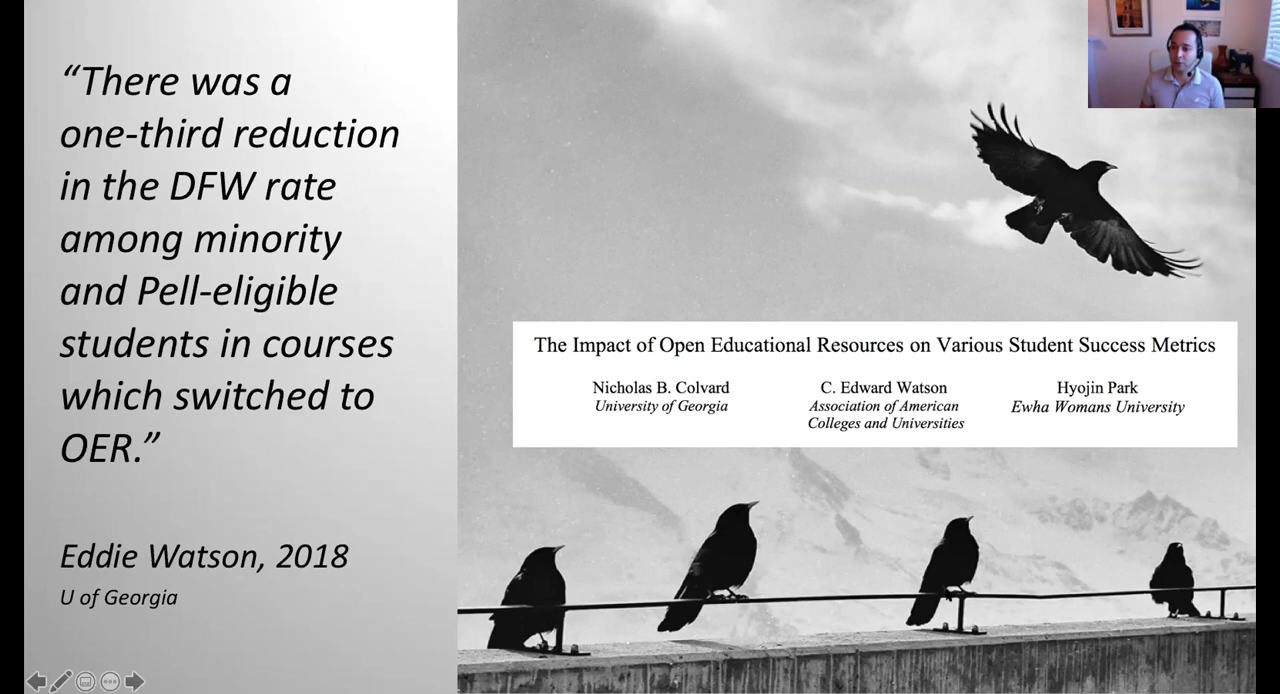 “There was a
one-third reduction
in the DFW rate
among minority
and Pell-eligible
students in courses
which switched to
OER.”
Eddie Watson, 2018
U of Georgia
The Impact of Open Educational Resources on Various Student Success Metrics
Nicholas B. Colvard
University of Georgia
C. Edward Watson
Association of American
Colleges and Universities
Hyojin Park
Ewha Womans University